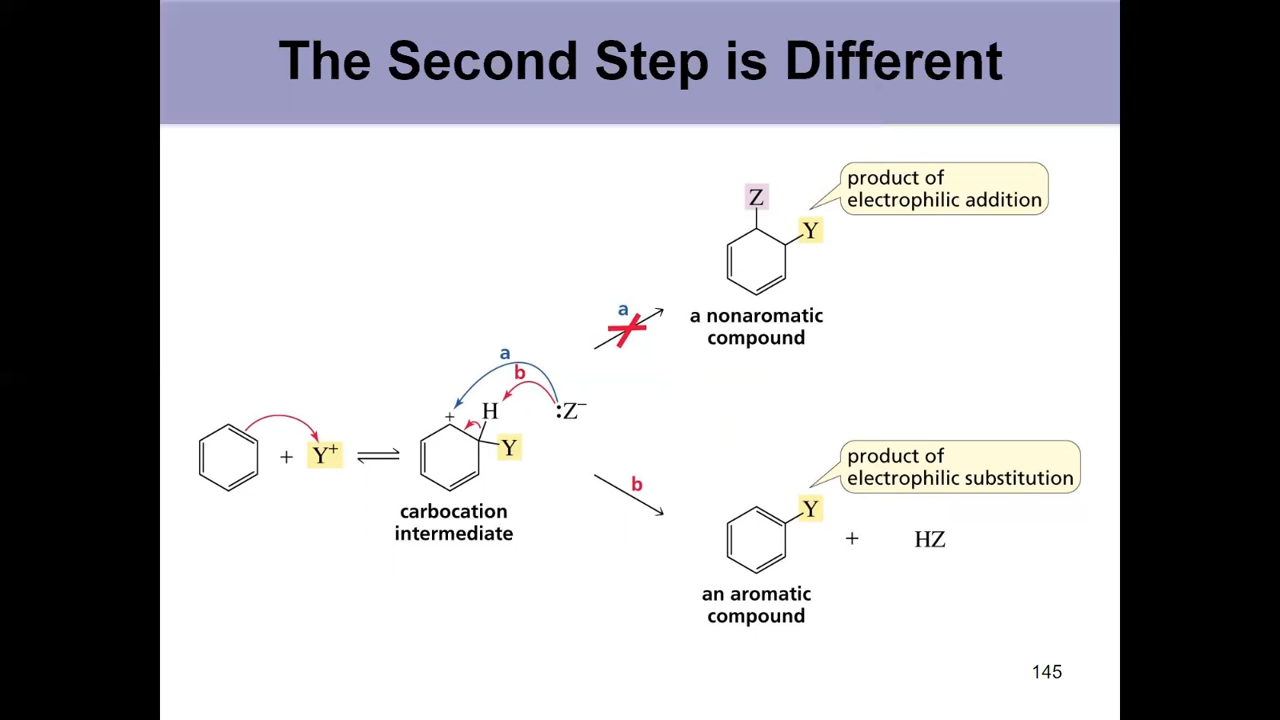 The Second Step is Different
product of
electrophilic addition
Z
Y
a nonaromatic
compound
a
a
b
H
:Z⁻
+
Y
+ Y⁺
carbocation
intermediate
b
product of
electrophilic substitution
Y
+ HZ
an aromatic
compound
145